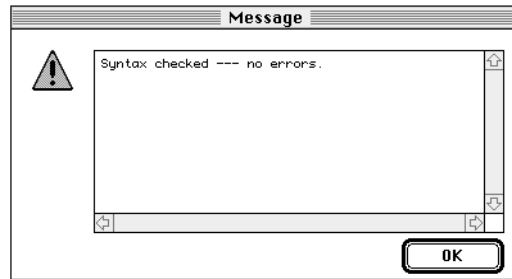 Message
Syntax checked --- no errors.
OK